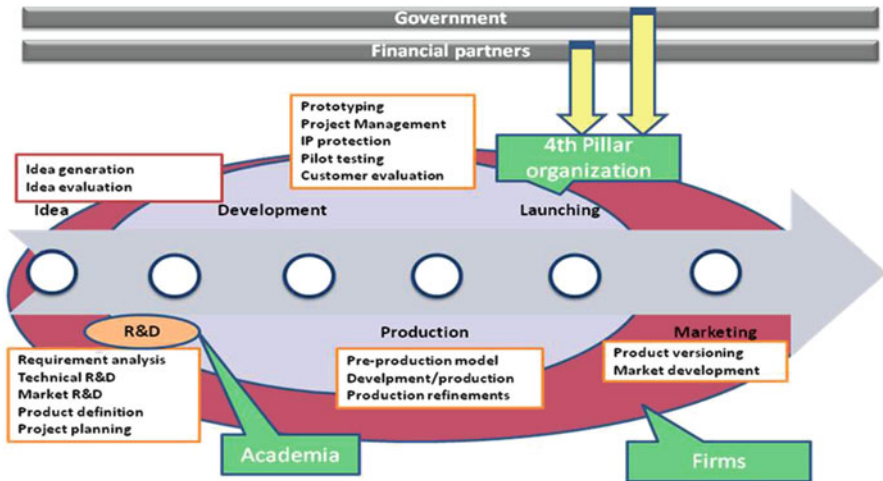 Government
Financial partners
Prototyping
Project Management
IP protection
Pilot testing
Customer evaluation
4th Pillar
organization
Idea generation
Idea evaluation
Idea
Development
Launching
R&D
Production
Marketing
Requirement analysis
Technical R&D
Market R&D
Product definition
Project planning
Pre-production model
Develpment/production
Production refinements
Product versioning
Market development
Academia
Firms